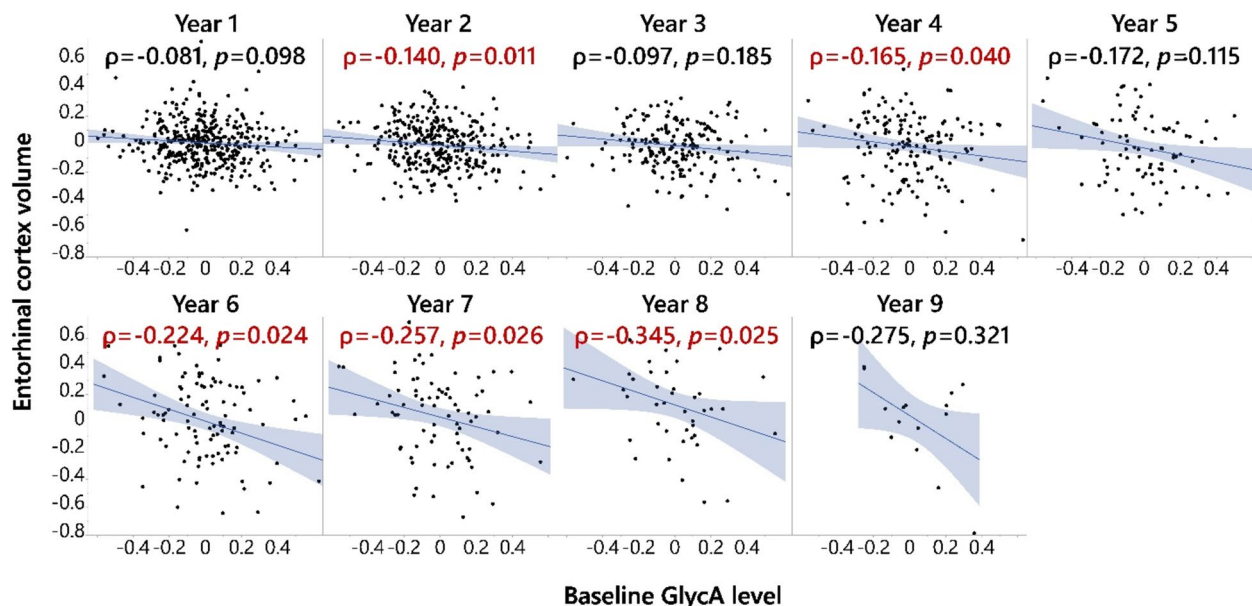 Year 1 Year 2 Year 3 Year 4 Year 5
ρ=-0.081, p=0.098 ρ=-0.140, p=0.011 ρ=-0.097, p=0.185 ρ=-0.165, p=0.040 ρ=-0.172, p=0.115
0.6
0.4
0.2
0
-0.2
-0.4
-0.6
-0.8
-0.4 -0.2 0 0.2 0.4 -0.4 -0.2 0 0.2 0.4 -0.4 -0.2 0 0.2 0.4 -0.4 -0.2 0 0.2 0.4 -0.4 -0.2 0 0.2 0.4
Entorhinal cortex volume
Year 6 Year 7 Year 8 Year 9
ρ=-0.224, p=0.024 ρ=-0.257, p=0.026 ρ=-0.345, p=0.025 ρ=-0.275, p=0.321
0.6
0.4
0.2
0
-0.2
-0.4
-0.6
-0.8
-0.4 -0.2 0 0.2 0.4 -0.4 -0.2 0 0.2 0.4 -0.4 -0.2 0 0.2 0.4 -0.4 -0.2 0 0.2 0.4
Baseline GlycA level